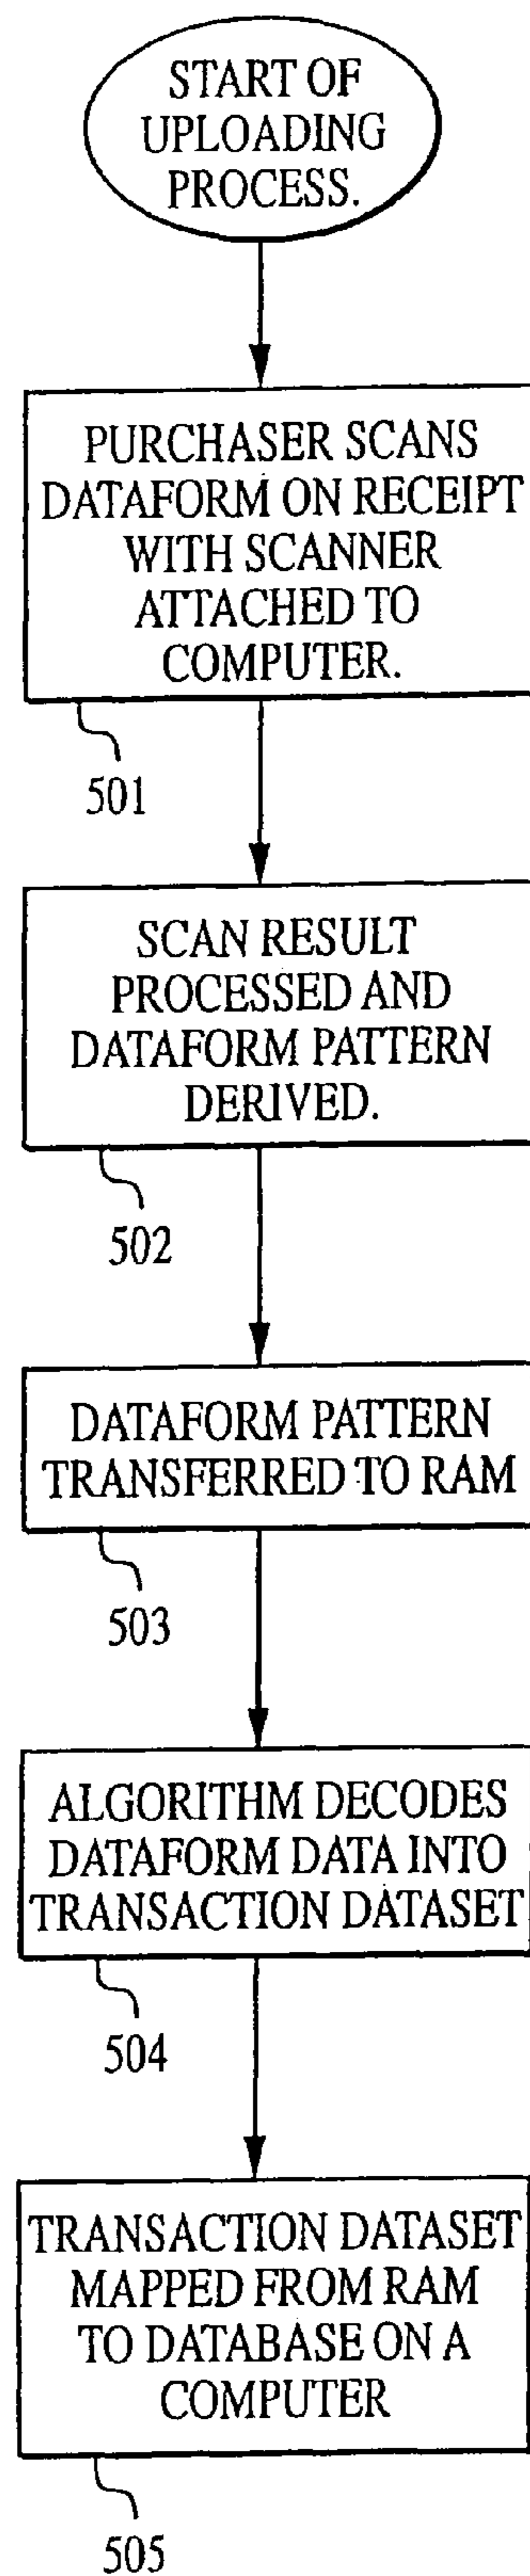 START OF
UPLOADING
PROCESS.
PURCHASER SCANS
DATAFORM ON RECEIPT
WITH SCANNER
ATTACHED TO
COMPUTER.
501
SCAN RESULT
PROCESSED AND
DATAFORM PATTERN
DERIVED.
502
DATAFORM PATTERN
TRANSFERRED TO RAM
503
ALGORITHM DECODES
DATAFORM DATA INTO
TRANSACTION DATASET
504
TRANSACTION DATASET
MAPPED FROM RAM
TO DATABASE ON A
COMPUTER
505